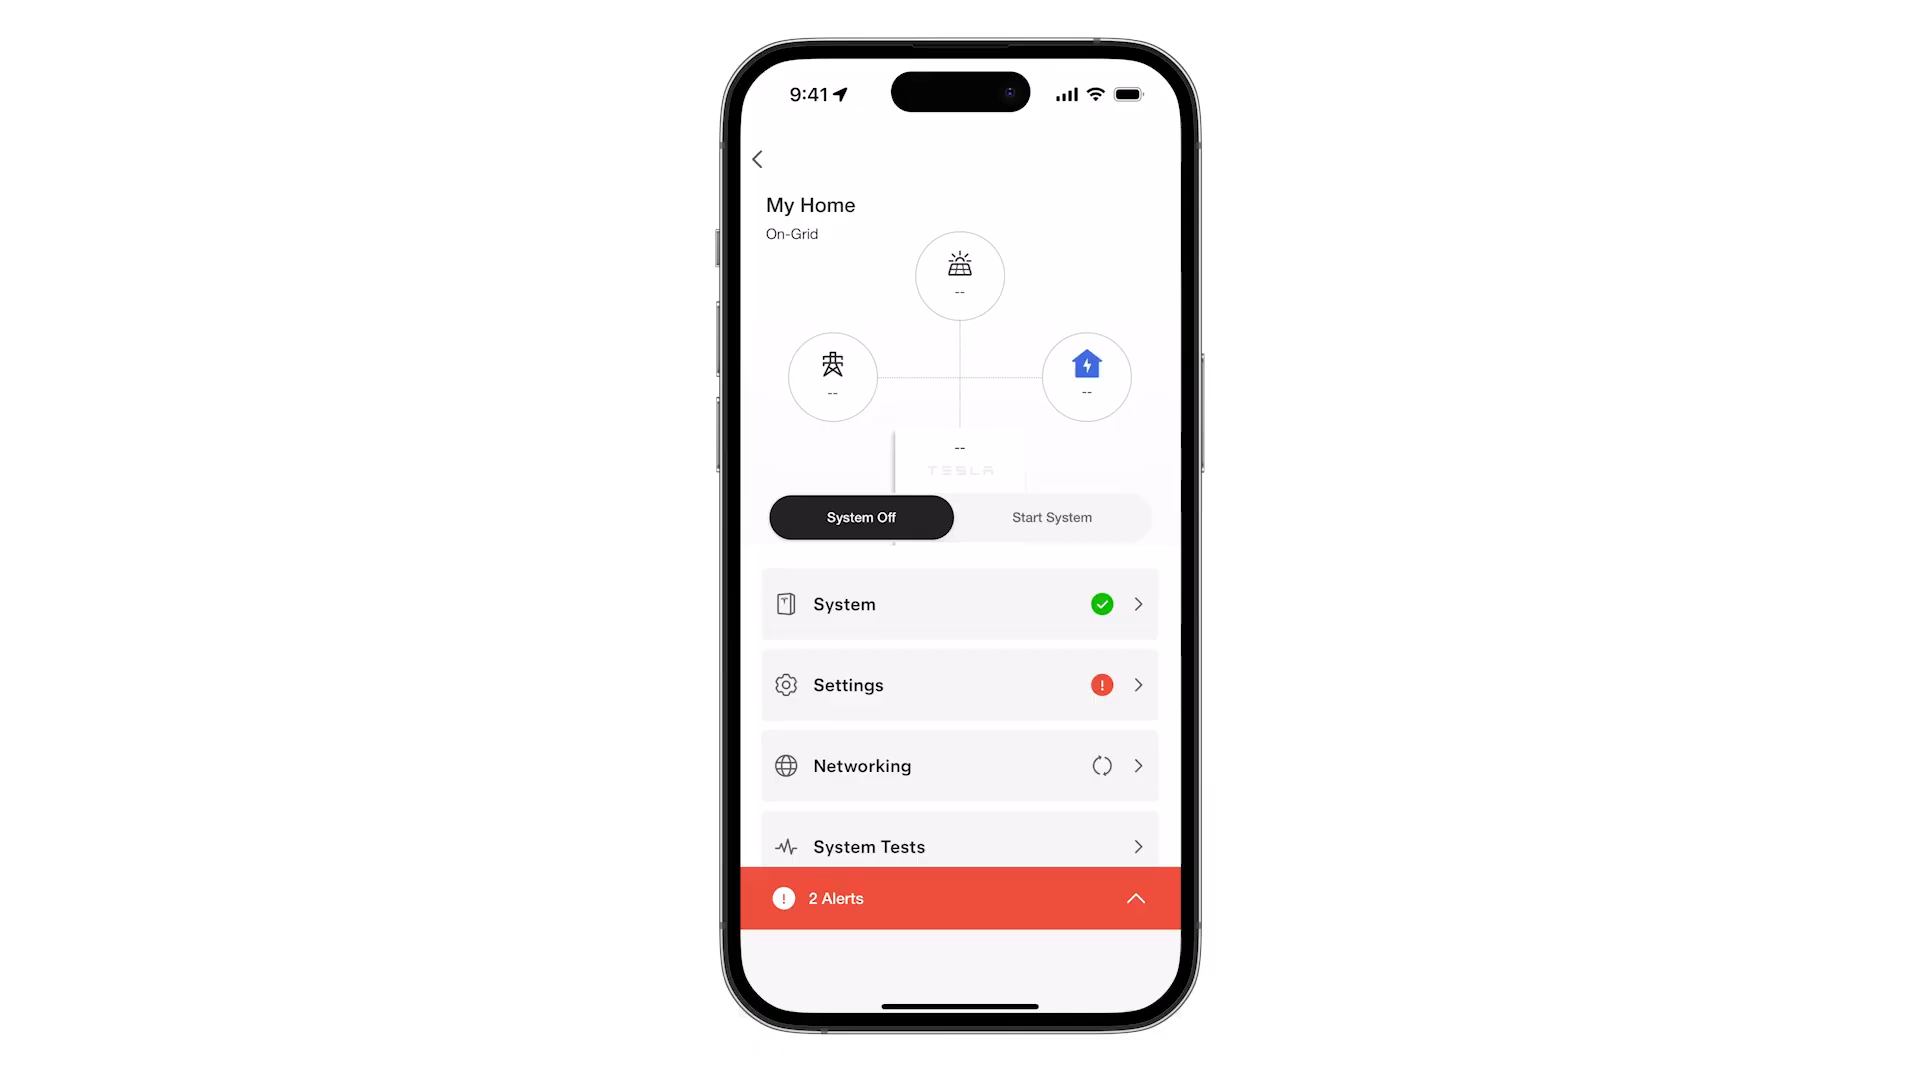 9:41
My Home
On-Grid
--
--
--
--
TESLA
System Off
Start System
System
Settings
Networking
System Tests
2 Alerts